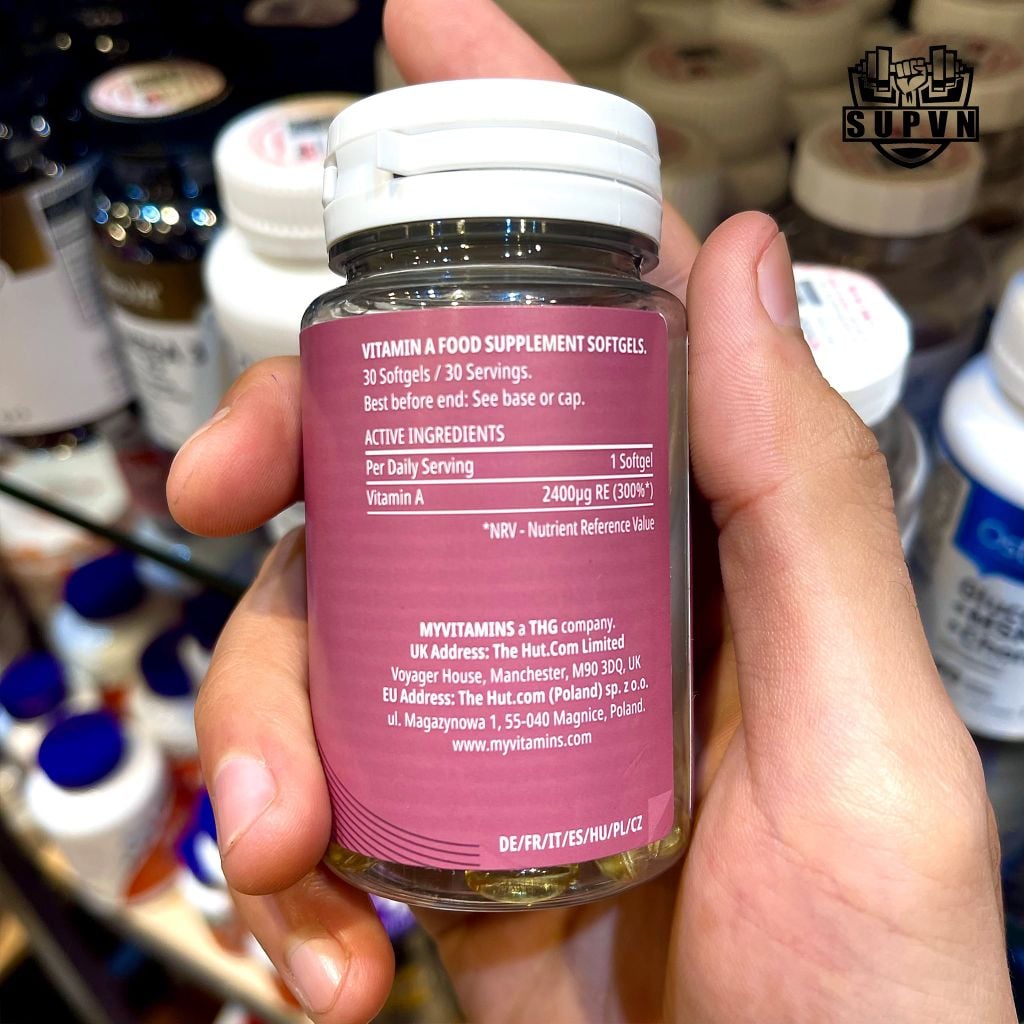 SUPVN
VITAMIN A FOOD SUPPLEMENT SOFTGELS.
30 Softgels / 30 Servings.
Best before end: See base or cap.
ACTIVE INGREDIENTS
Per Daily Serving 1 Softgel
Vitamin A 2400µg RE (300%*)
*NRV - Nutrient Reference Value
MYVITAMINS a THG company.
UK Address: The Hut.Com Limited
Voyager House, Manchester, M90 3DQ, UK
EU Address: The Hut.com (Poland) sp. z o.o.
ul. Magazynowa 1, 55-040 Magnice, Poland.
www.myvitamins.com
DE/FR/IT/ES/HU/PL/CZ